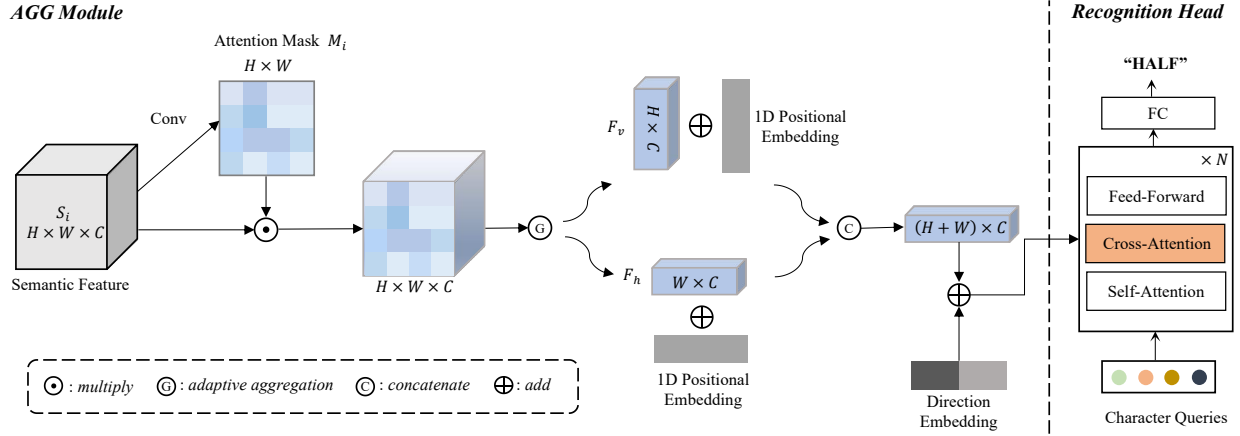 AGG Module
Recognition Head
Attention Mask M_i
H × W
Conv
S_i
H × W × C
Semantic Feature
H × W × C
G
F_v
H × C
1D Positional
Embedding
F_h
W × C
1D Positional
Embedding
C
(H + W) × C
Direction
Embedding
"HALF"
FC
× N
Feed-Forward
Cross-Attention
Self-Attention
Character Queries
: multiply
G : adaptive aggregation
C : concatenate
: add